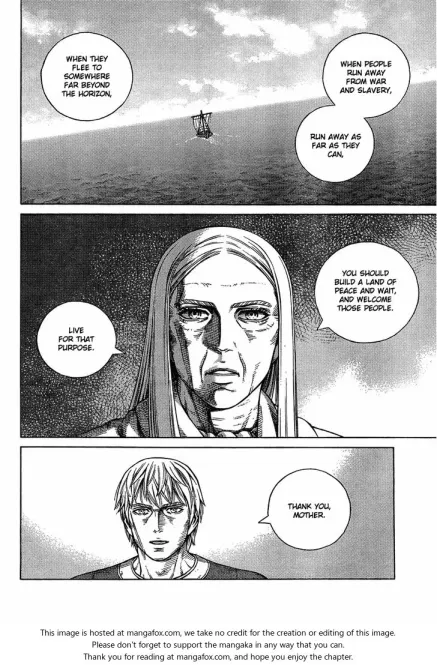 WHEN PEOPLE
RUN AWAY
FROM WAR
AND SLAVERY,
RUN AWAY AS
FAR AS THEY
CAN,
WHEN THEY
FLEE TO
SOMEWHERE
FAR BEYOND
THE HORIZON,
YOU SHOULD
BUILD A LAND OF
PEACE AND WAIT,
AND WELCOME
THOSE PEOPLE.
LIVE
FOR THAT
PURPOSE.
THANK YOU,
MOTHER.
This image is hosted at mangafox.com, we take no credit for the creation or editing of this image.
Please don't forget to support the mangaka in any way that you can.
Thank you for reading at mangafox.com, and hope you enjoy the chapter.